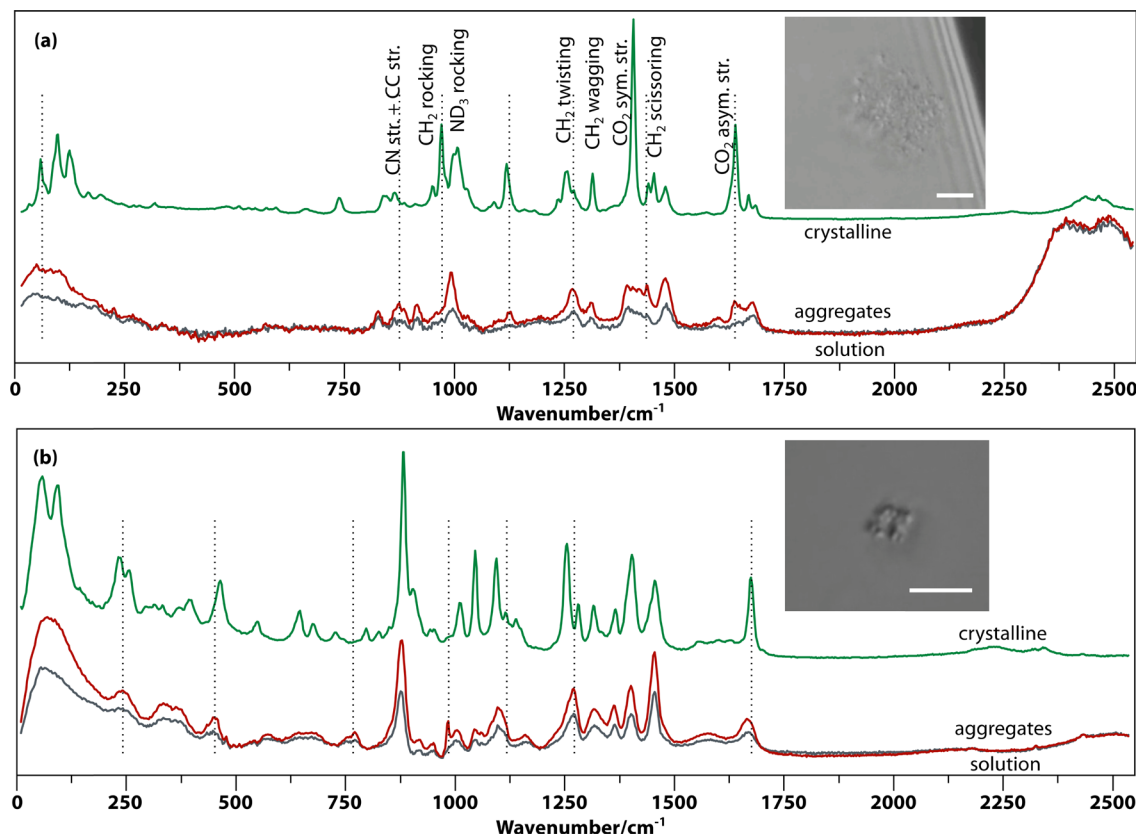 (a)
CN str. + CC str.
CH₂ rocking
ND₃ rocking
CH₂ twisting
CH₂ wagging
CO₂ sym. str.
CH₂ scissoring
CO₂ asym. str.
crystalline
aggregates
solution
0 250 500 750 1000 1250 1500 1750 2000 2250 2500
Wavenumber/cm⁻¹
(b)
crystalline
aggregates
solution
0 250 500 750 1000 1250 1500 1750 2000 2250 2500
Wavenumber/cm⁻¹